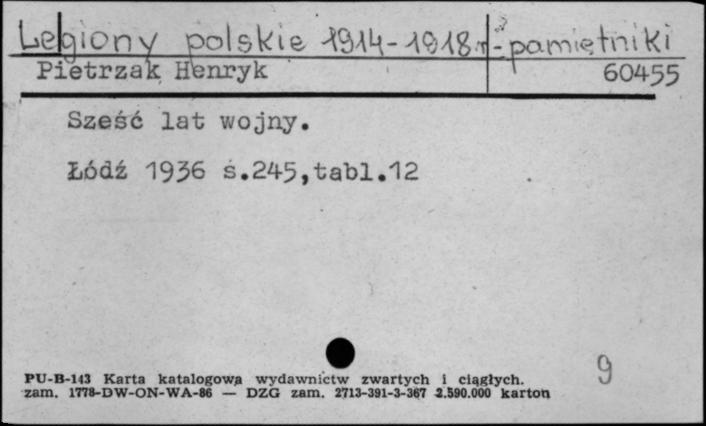 Legiony polskie 1914-1918r.-pamiętniki
Pietrzak Henryk 60455
Sześć lat wojny.
Łódź 1936 s.245,tabl.12
9
PU-B-143 Karta katalogowa wydawnictw zwartych i ciągłych.
zam. 1778-DW-ON-WA-86 — DZG zam. 2713-391-3-367 2.590.000 karton